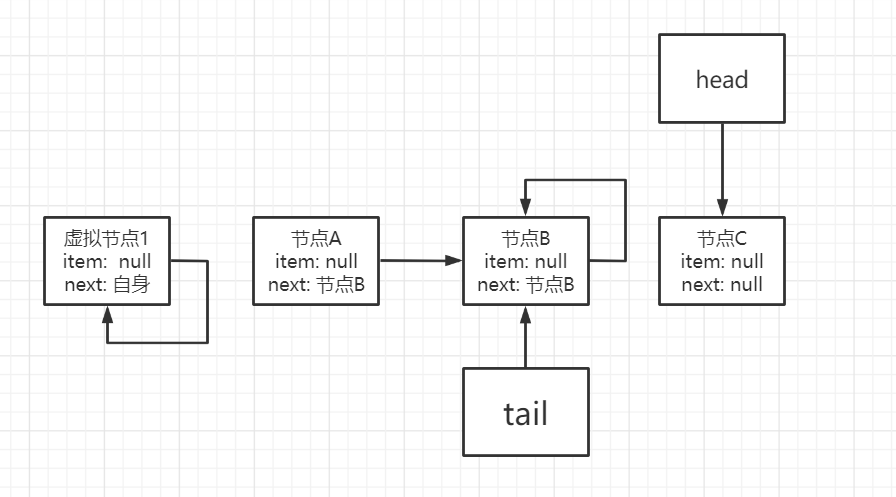 head
虚拟节点1
item:  null
next: 自身
节点A
item: null
next: 节点B
节点B
item: null
next: 节点B
节点C
item: null
next: null
tail